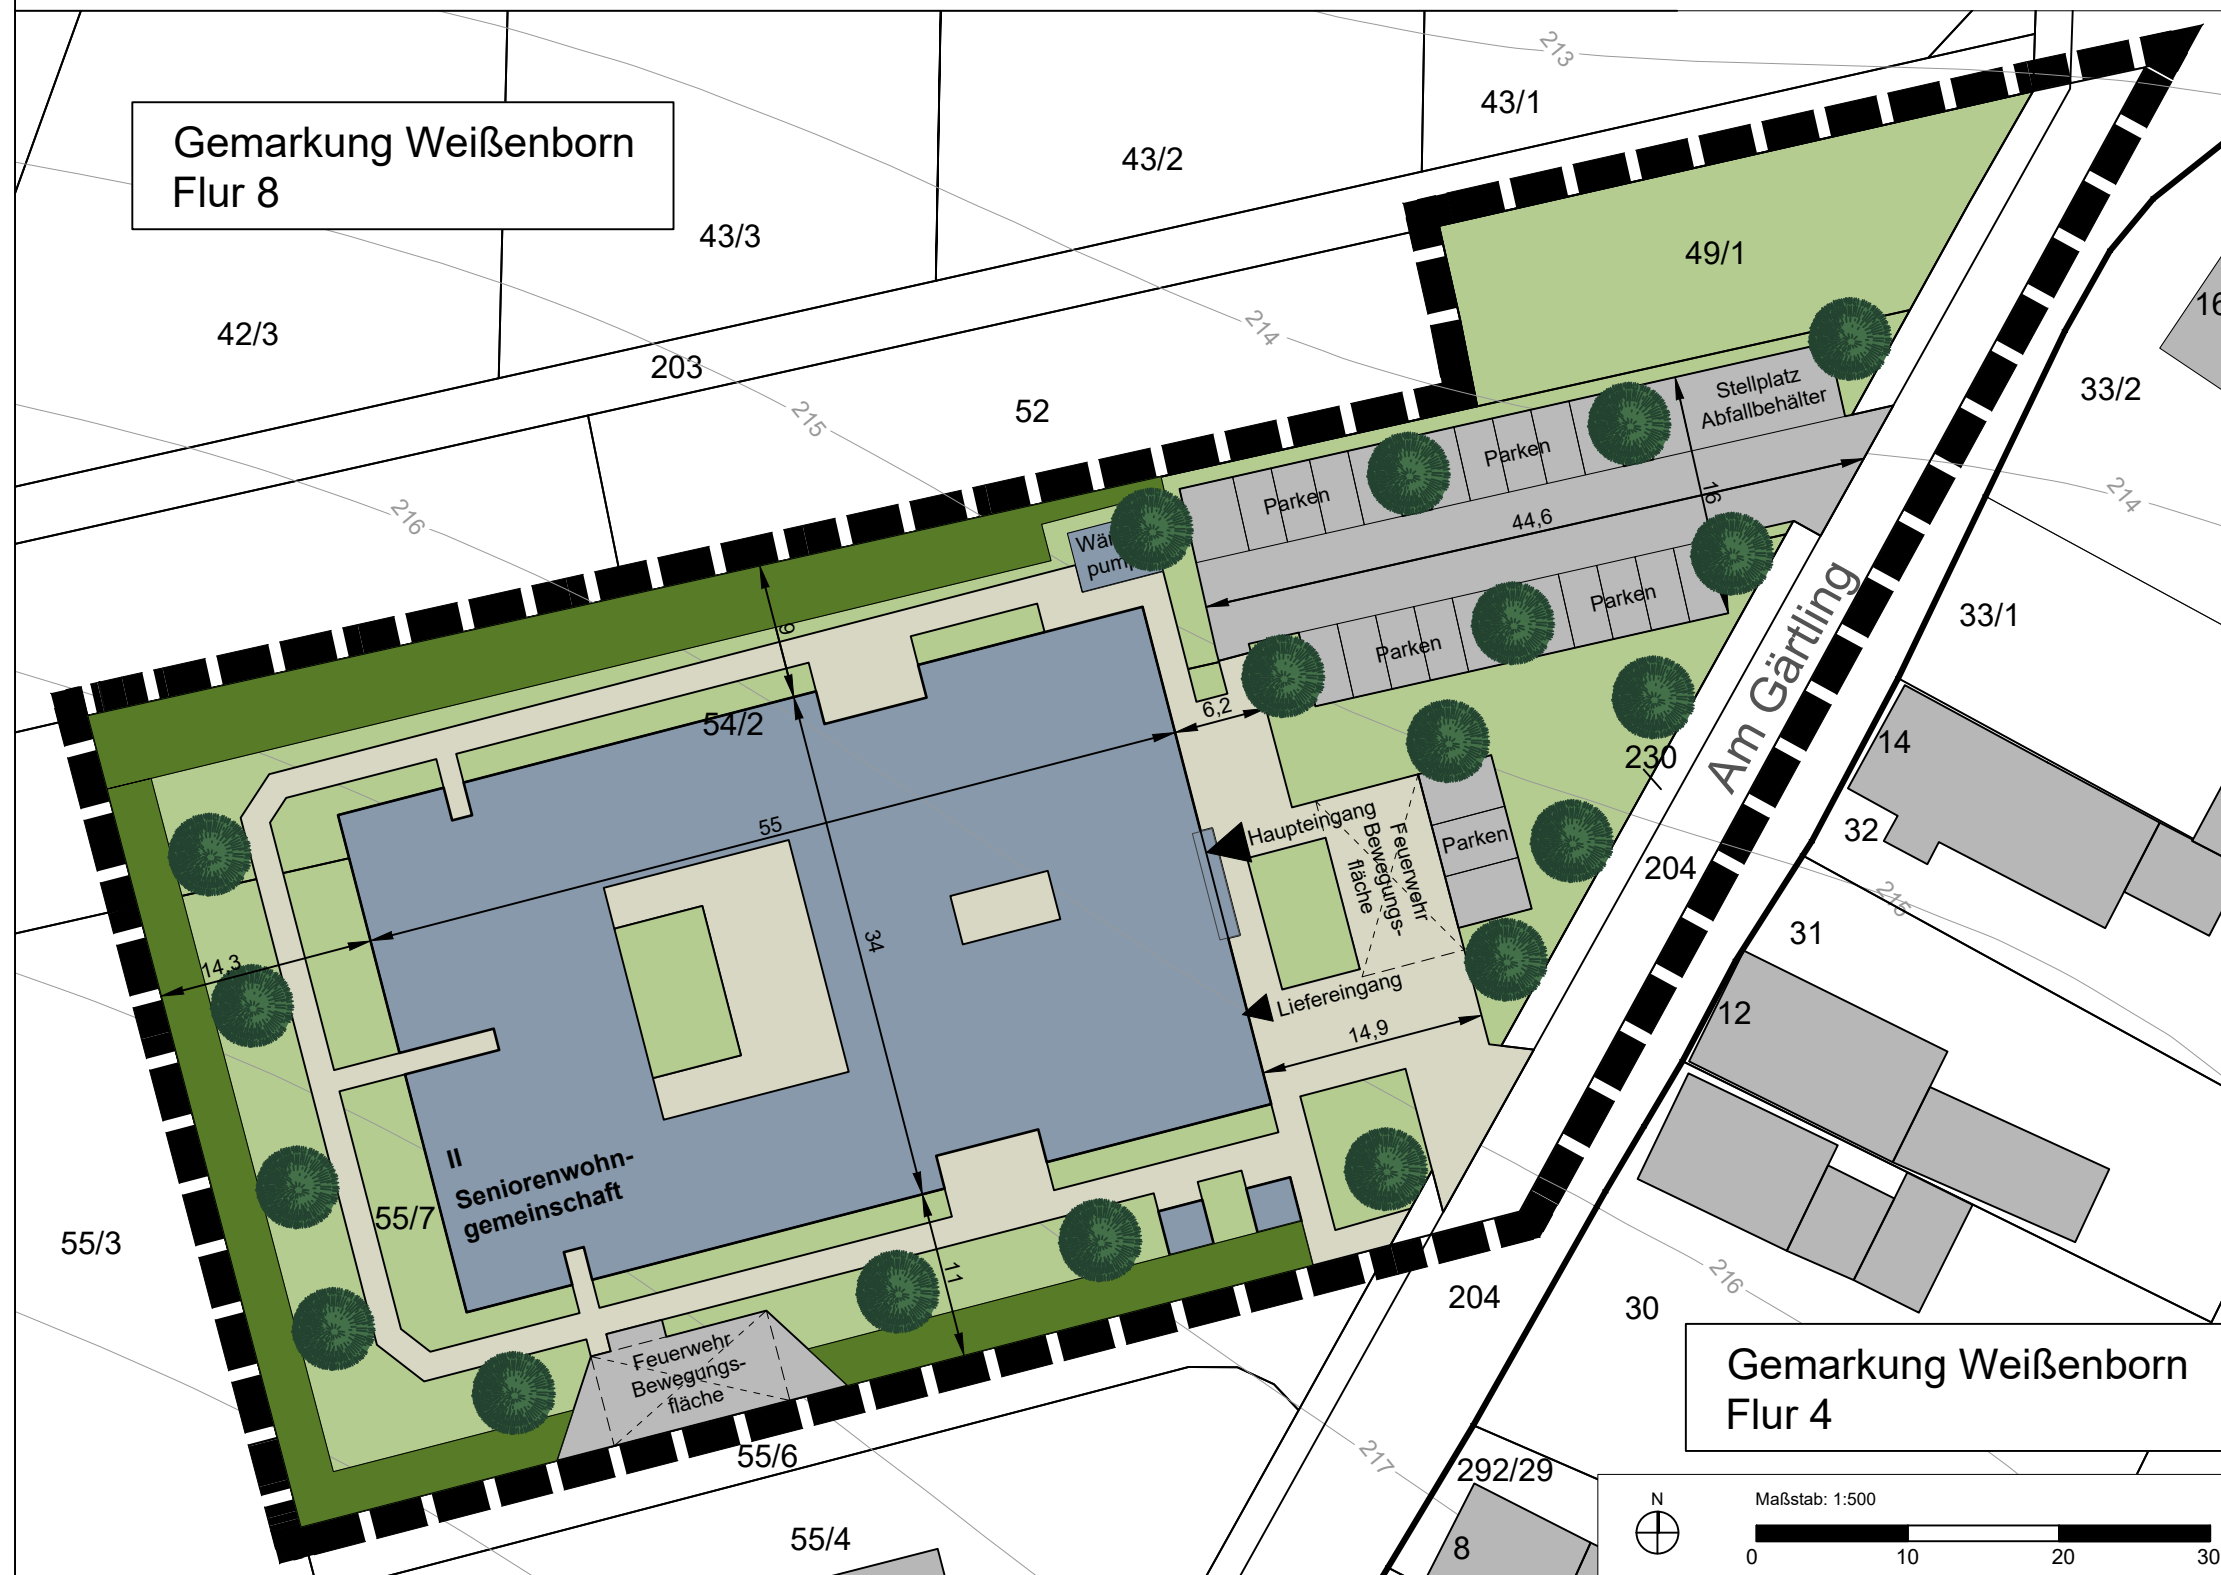 213
43/1
Gemarkung Weißenborn
Flur 8
43/2
43/3
49/1
42/3
214
203
33/2
52
Stellplatz
Abfallbehälter
215
216
Parken
Parken
16
44,6
214
Parken
Parken
33/1
9
54/2
6,2
230
Am Gärtling
14
55
Haupteingang
Feuerwehr
Bewegungs-
fläche
Parken
32
204
215
34
14,3
31
Liefereingang
12
14,9
II
Seniorenwohn-
gemeinschaft
55/7
55/3
11
204
30
216
Feuerwehr
Bewegungs-
fläche
Gemarkung Weißenborn
Flur 4
55/6
217
292/29
55/4
8
N
Maßstab: 1:500
0 10 20 30